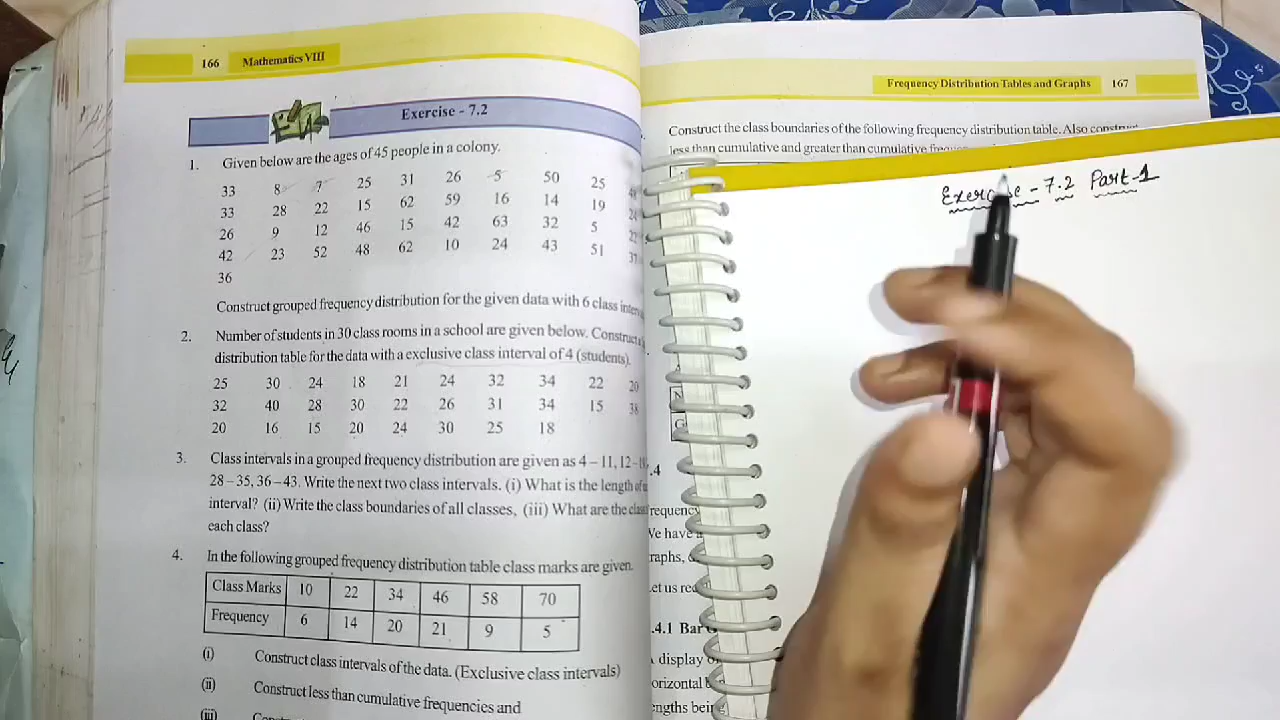 166 Mathematics VIII
Exercise - 7.2
1. Given below are the ages of 45 people in a colony.
33 8 7 25 31 26 5 50 25
33 28 22 15 62 59 16 14 19
26 9 12 46 15 42 63 32 5
42 23 52 48 62 10 24 43 51
36
Construct grouped frequency distribution for the given data with 6 class
2. Number of students in 30 class rooms in a school are given below.
distribution table for the data with a exclusive class interval of 4 (students).
25 30 24 18 21 24 32 34 22 20
32 40 28 30 22 26 31 34 15 38
20 16 15 20 24 30 25 18
3. Class intervals in a grouped frequency distribution are given as 4 – 11,
28 – 35, 36 – 43. Write the next two class intervals. (i) What is the length of
interval? (ii) Write the class boundaries of all classes, (iii) What are the
each class?
4. In the following grouped frequency distribution table class marks are given.
Class Marks 10 22 34 46 58 70
Frequency 6 14 20 21 9 5
(i) Construct class intervals of the data. (Exclusive class intervals)
(ii) Construct less than cumulative frequencies and
(iii)
Frequency Distribution Tables and Graphs 167
Construct the class boundaries of the following frequency distribution table. Also
less than cumulative and greater than cumulative
Exercise - 7.2 Part-1
.4
.4.1 Bar